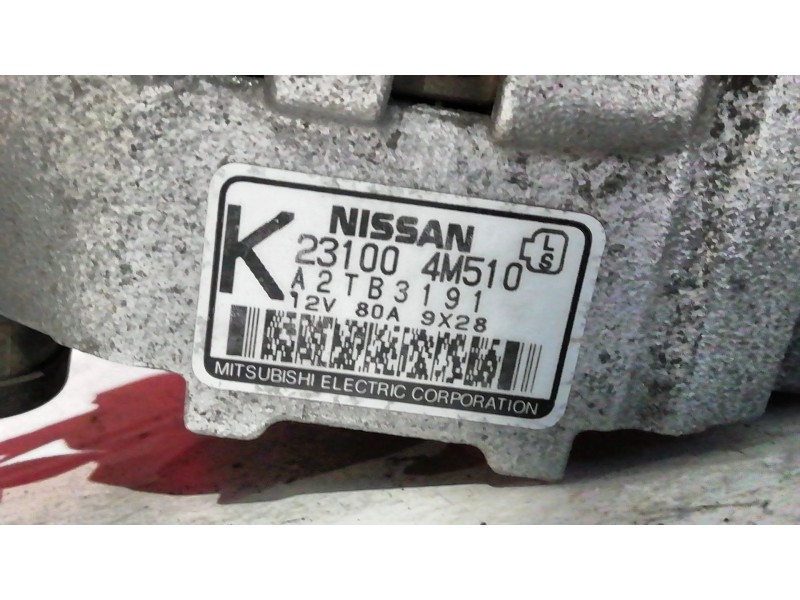 NISSAN
K 23100 4M510
L
S
A2TB3191
12V 80A 9X28
MITSUBISHI ELECTRIC CORPORATION